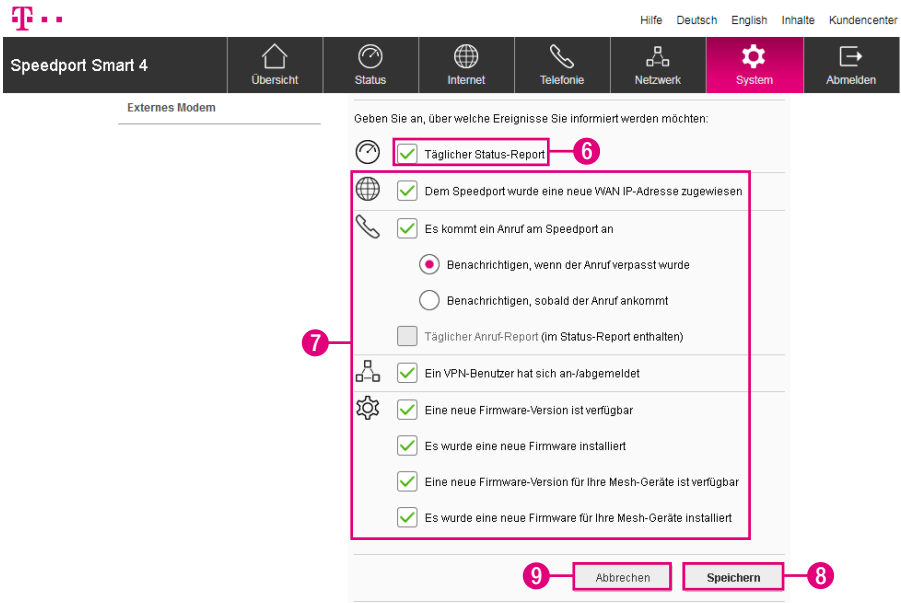 T
Hilfe Deutsch English Inhalte Kundencenter
Speedport Smart 4
Übersicht Status Internet Telefonie Netzwerk System Abmelden
Externes Modem
Geben Sie an, über welche Ereignisse Sie informiert werden möchten:
Täglicher Status-Report 6
Dem Speedport wurde eine neue WAN IP-Adresse zugewiesen
Es kommt ein Anruf am Speedport an
Benachrichtigen, wenn der Anruf verpasst wurde
Benachrichtigen, sobald der Anruf ankommt
7 Täglicher Anruf-Report (im Status-Report enthalten)
Ein VPN-Benutzer hat sich an-/abgemeldet
Eine neue Firmware-Version ist verfügbar
Es wurde eine neue Firmware installiert
Eine neue Firmware-Version für Ihre Mesh-Geräte ist verfügbar
Es wurde eine neue Firmware für Ihre Mesh-Geräte installiert
9 Abbrechen Speichern 8